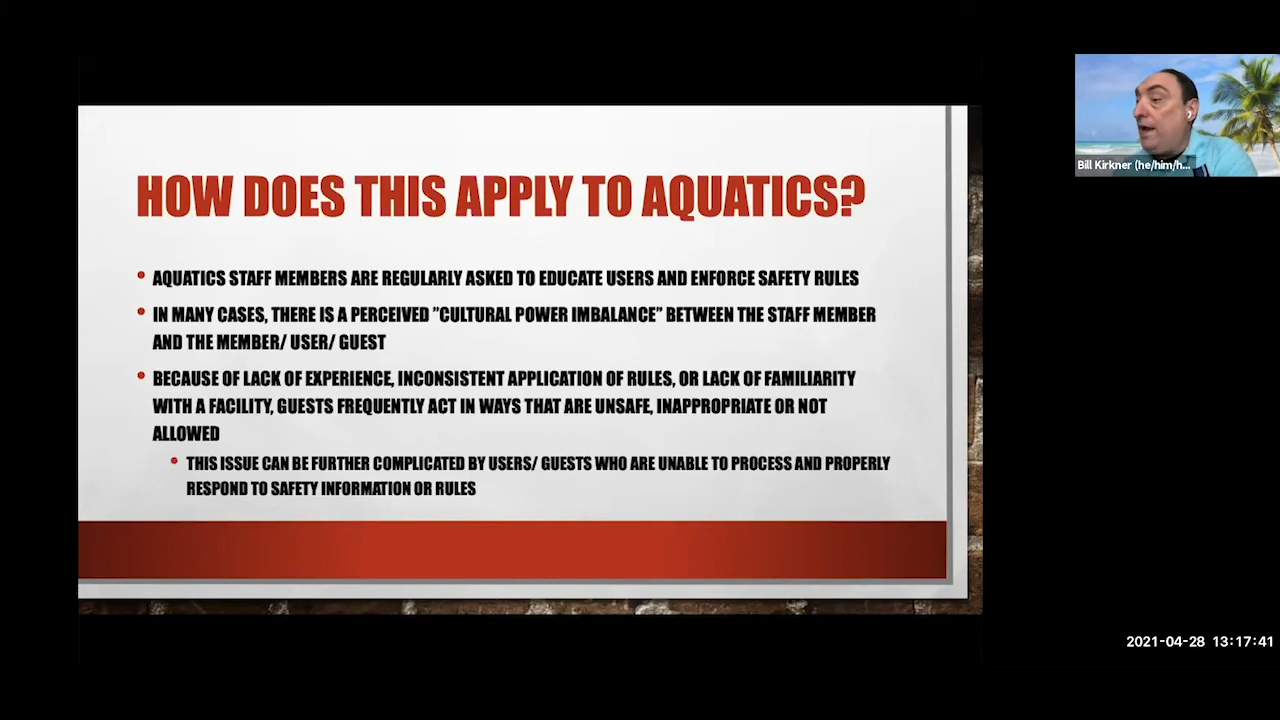 HOW DOES THIS APPLY TO AQUATICS?
• AQUATICS STAFF MEMBERS ARE REGULARLY ASKED TO EDUCATE USERS AND ENFORCE SAFETY RULES
• IN MANY CASES, THERE IS A PERCEIVED ”CULTURAL POWER IMBALANCE” BETWEEN THE STAFF MEMBER
AND THE MEMBER/ USER/ GUEST
• BECAUSE OF LACK OF EXPERIENCE, INCONSISTENT APPLICATION OF RULES, OR LACK OF FAMILIARITY
WITH A FACILITY, GUESTS FREQUENTLY ACT IN WAYS THAT ARE UNSAFE, INAPPROPRIATE OR NOT
ALLOWED
• THIS ISSUE CAN BE FURTHER COMPLICATED BY USERS/ GUESTS WHO ARE UNABLE TO PROCESS AND PROPERLY
RESPOND TO SAFETY INFORMATION OR RULES
Bill Kirkner (he/him/h...
2021-04-28 13:17:41